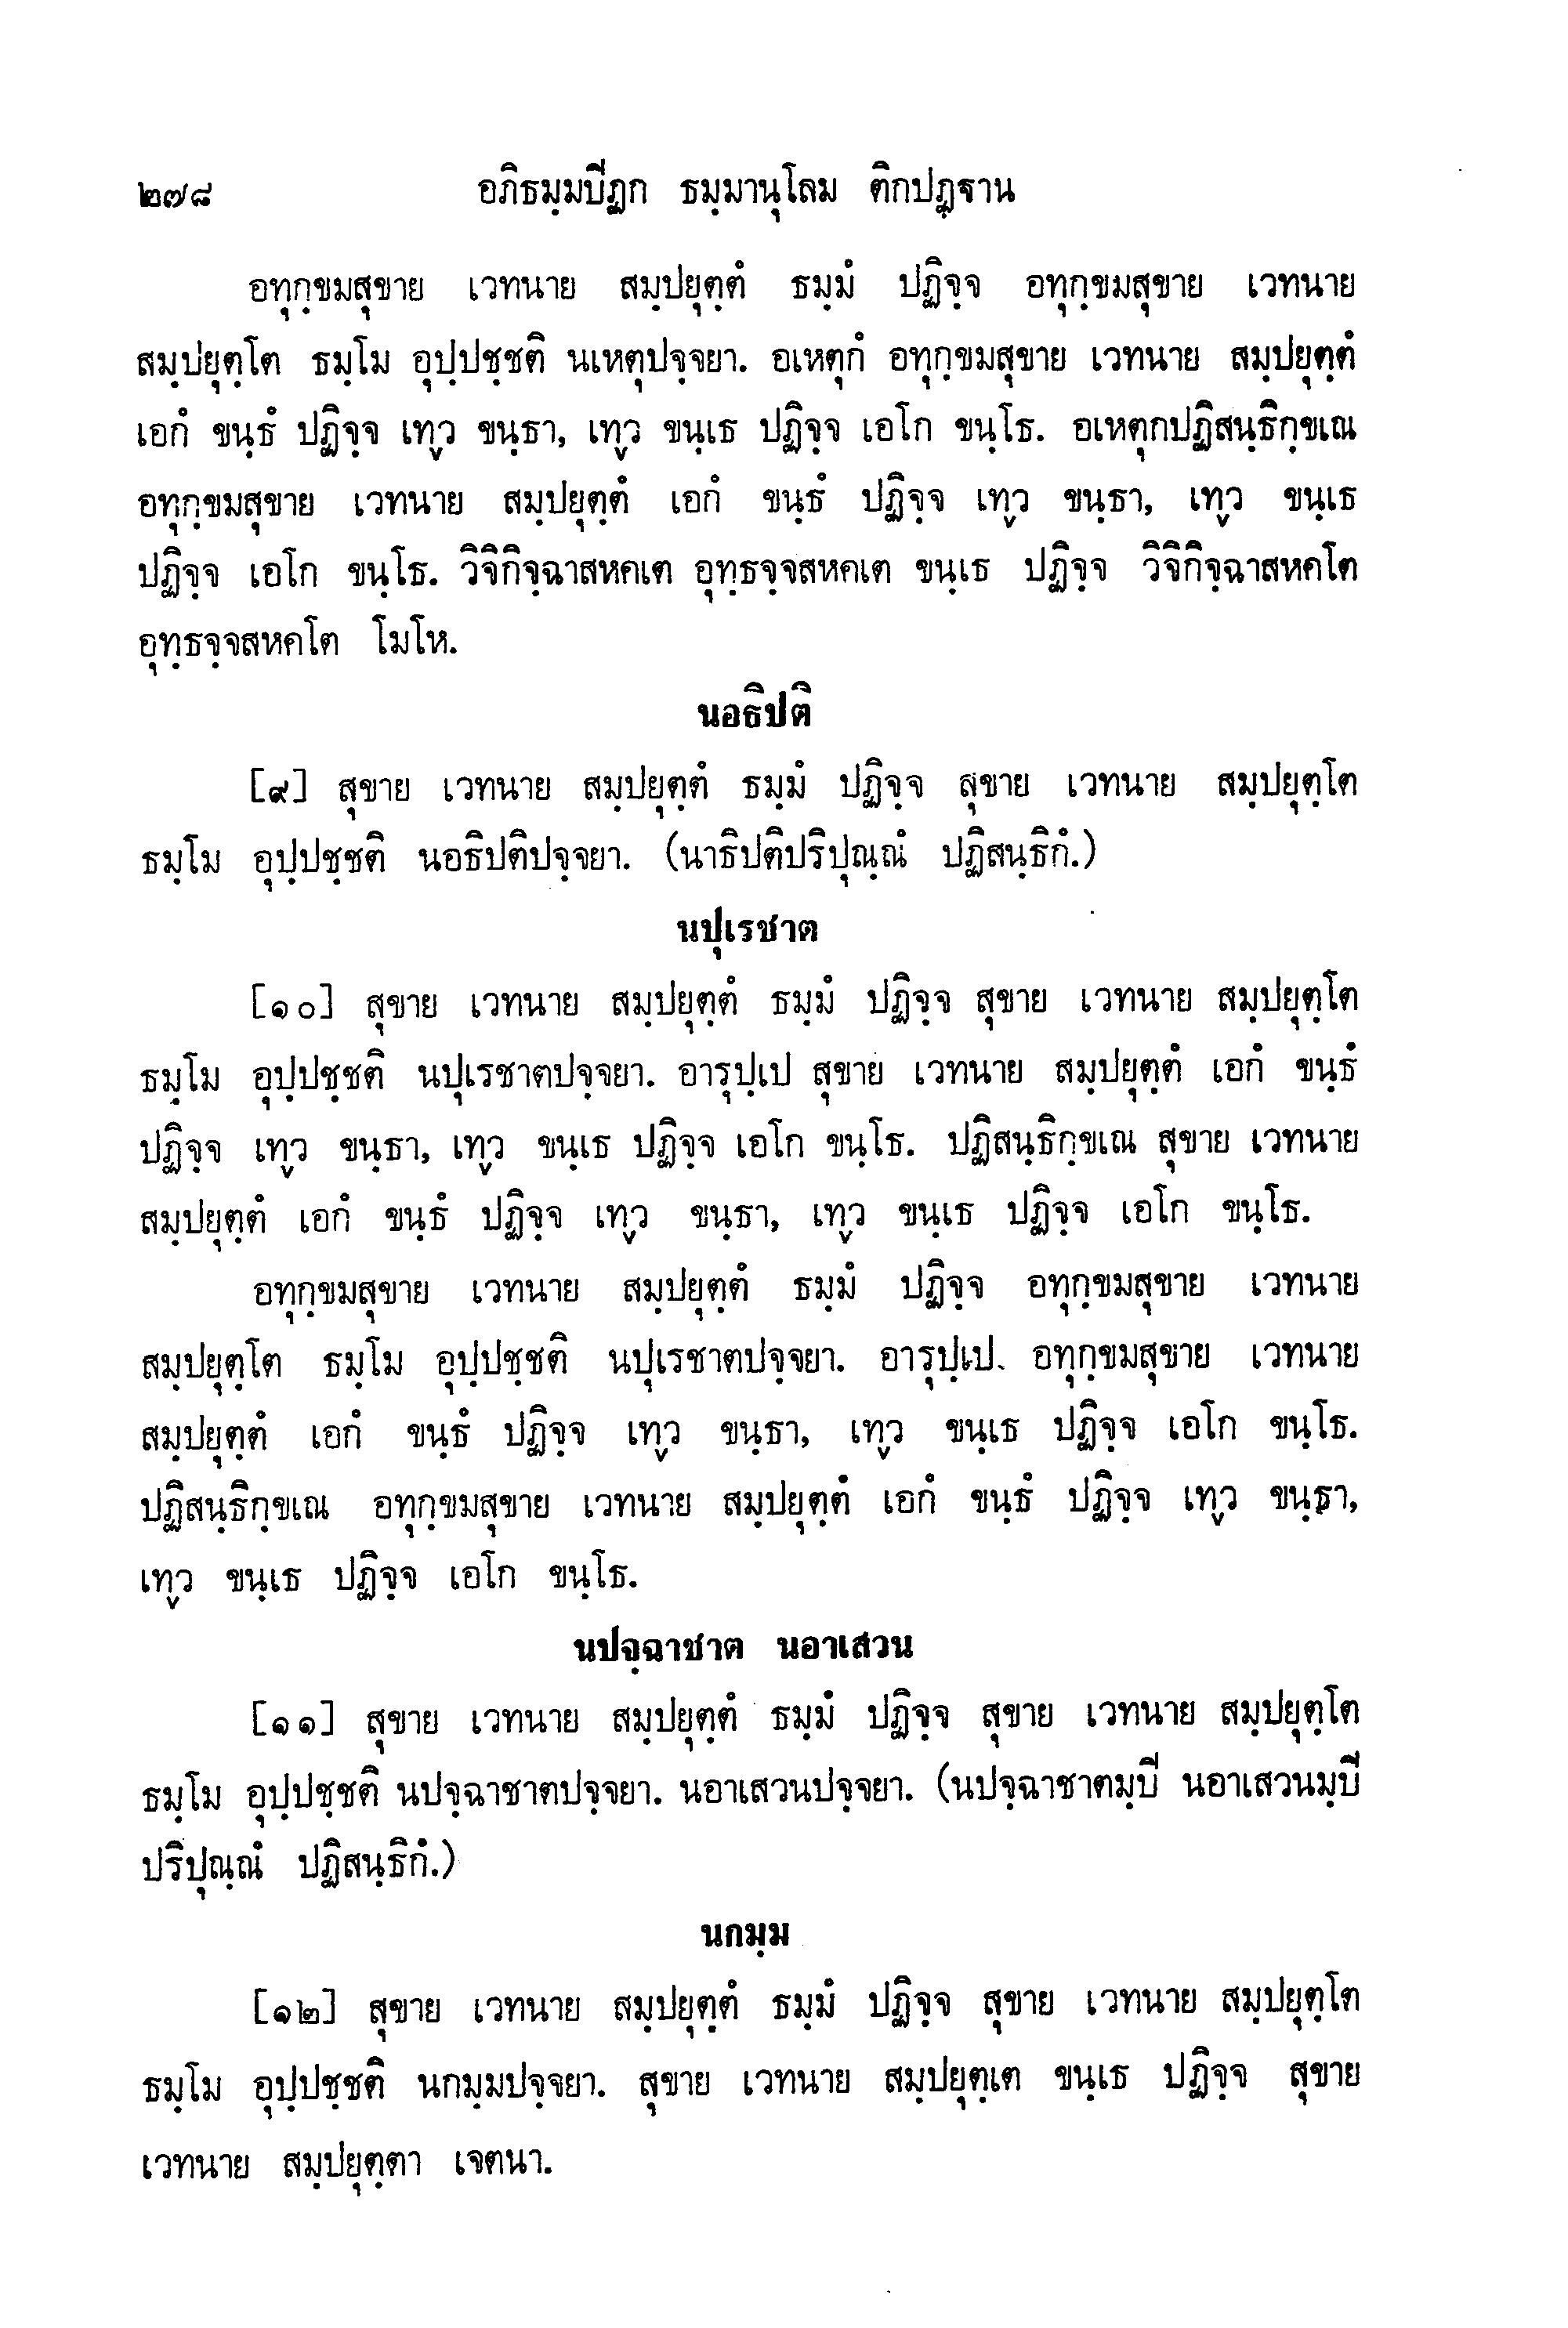 ๒๗๘ อภิธมฺมปิฏก ธมฺมานุโลม ติกปฏฺฐาน
อทุกฺขมสุขาย เวทนาย สมฺปยุตฺตํ ธมฺมํ ปฏิจฺจ อทุกฺขมสุขาย เวทนาย
สมฺปยุตฺโต ธมฺโม อุปฺปชฺชติ นเหตุปจฺจยา. อเหตุกํ อทุกฺขมสุขาย เวทนาย สมฺปยุตฺตํ
เอกํ ขนฺธํ ปฏิจฺจ เทฺว ขนฺธา, เทฺว ขนฺเธ ปฏิจฺจ เอโก ขนฺโธ. อเหตุกปฏิสนฺธิกฺขเณ
อทุกฺขมสุขาย เวทนาย สมฺปยุตฺตํ เอกํ ขนฺธํ ปฏิจฺจ เทฺว ขนฺธา, เทฺว ขนฺเธ
ปฏิจฺจ เอโก ขนฺโธ. วิจิกิจฺฉาสหคเต อุทฺธจฺจสหคเต ขนฺเธ ปฏิจฺจ วิจิกิจฺฉาสหคโต
อุทฺธจฺจสหคโต โมโห.
นอธิปติ
[๙] สุขาย เวทนาย สมฺปยุตฺตํ ธมฺมํ ปฏิจฺจ สุขาย เวทนาย สมฺปยุตฺโต
ธมฺโม อุปฺปชฺชติ นอธิปติปจฺจยา. (นาธิปติปริปุณฺณํ ปฏิสนฺธิกํ.)
นปุเรชาต
[๑๐] สุขาย เวทนาย สมฺปยุตฺตํ ธมฺมํ ปฏิจฺจ สุขาย เวทนาย สมฺปยุตฺโต
ธมฺโม อุปฺปชฺชติ นปุเรชาตปจฺจยา. อารุปฺเป สุขาย เวทนาย สมฺปยุตฺตํ เอกํ ขนฺธํ
ปฏิจฺจ เทฺว ขนฺธา, เทฺว ขนฺเธ ปฏิจฺจ เอโก ขนฺโธ. ปฏิสนฺธิกฺขเณ สุขาย เวทนาย
สมฺปยุตฺตํ เอกํ ขนฺธํ ปฏิจฺจ เทฺว ขนฺธา, เทฺว ขนฺเธ ปฏิจฺจ เอโก ขนฺโธ.
อทุกฺขมสุขาย เวทนาย สมฺปยุตฺตํ ธมฺมํ ปฏิจฺจ อทุกฺขมสุขาย เวทนาย
สมฺปยุตฺโต ธมฺโม อุปฺปชฺชติ นปุเรชาตปจฺจยา. อารุปฺเป อทุกฺขมสุขาย เวทนาย
สมฺปยุตฺตํ เอกํ ขนฺธํ ปฏิจฺจ เทฺว ขนฺธา, เทฺว ขนฺเธ ปฏิจฺจ เอโก ขนฺโธ.
ปฏิสนฺธิกฺขเณ อทุกฺขมสุขาย เวทนาย สมฺปยุตฺตํ เอกํ ขนฺธํ ปฏิจฺจ เทฺว ขนฺธา,
เทฺว ขนฺเธ ปฏิจฺจ เอโก ขนฺโธ.
นปจฺฉาชาต นอาเสวน
[๑๑] สุขาย เวทนาย สมฺปยุตฺตํ ธมฺมํ ปฏิจฺจ สุขาย เวทนาย สมฺปยุตฺโต
ธมฺโม อุปฺปชฺชติ นปจฺฉาชาตปจฺจยา. นอาเสวนปจฺจยา. (นปจฺฉาชาตมฺปิ นอาเสวนมฺปิ
ปริปุณฺณํ ปฏิสนฺธิกํ.)
นกมฺม
[๑๒] สุขาย เวทนาย สมฺปยุตฺตํ ธมฺมํ ปฏิจฺจ สุขาย เวทนาย สมฺปยุตฺโต
ธมฺโม อุปฺปชฺชติ นกมฺมปจฺจยา. สุขาย เวทนาย สมฺปยุตฺเต ขนฺเธ ปฏิจฺจ สุขาย
เวทนาย สมฺปยุตฺตา เจตนา.